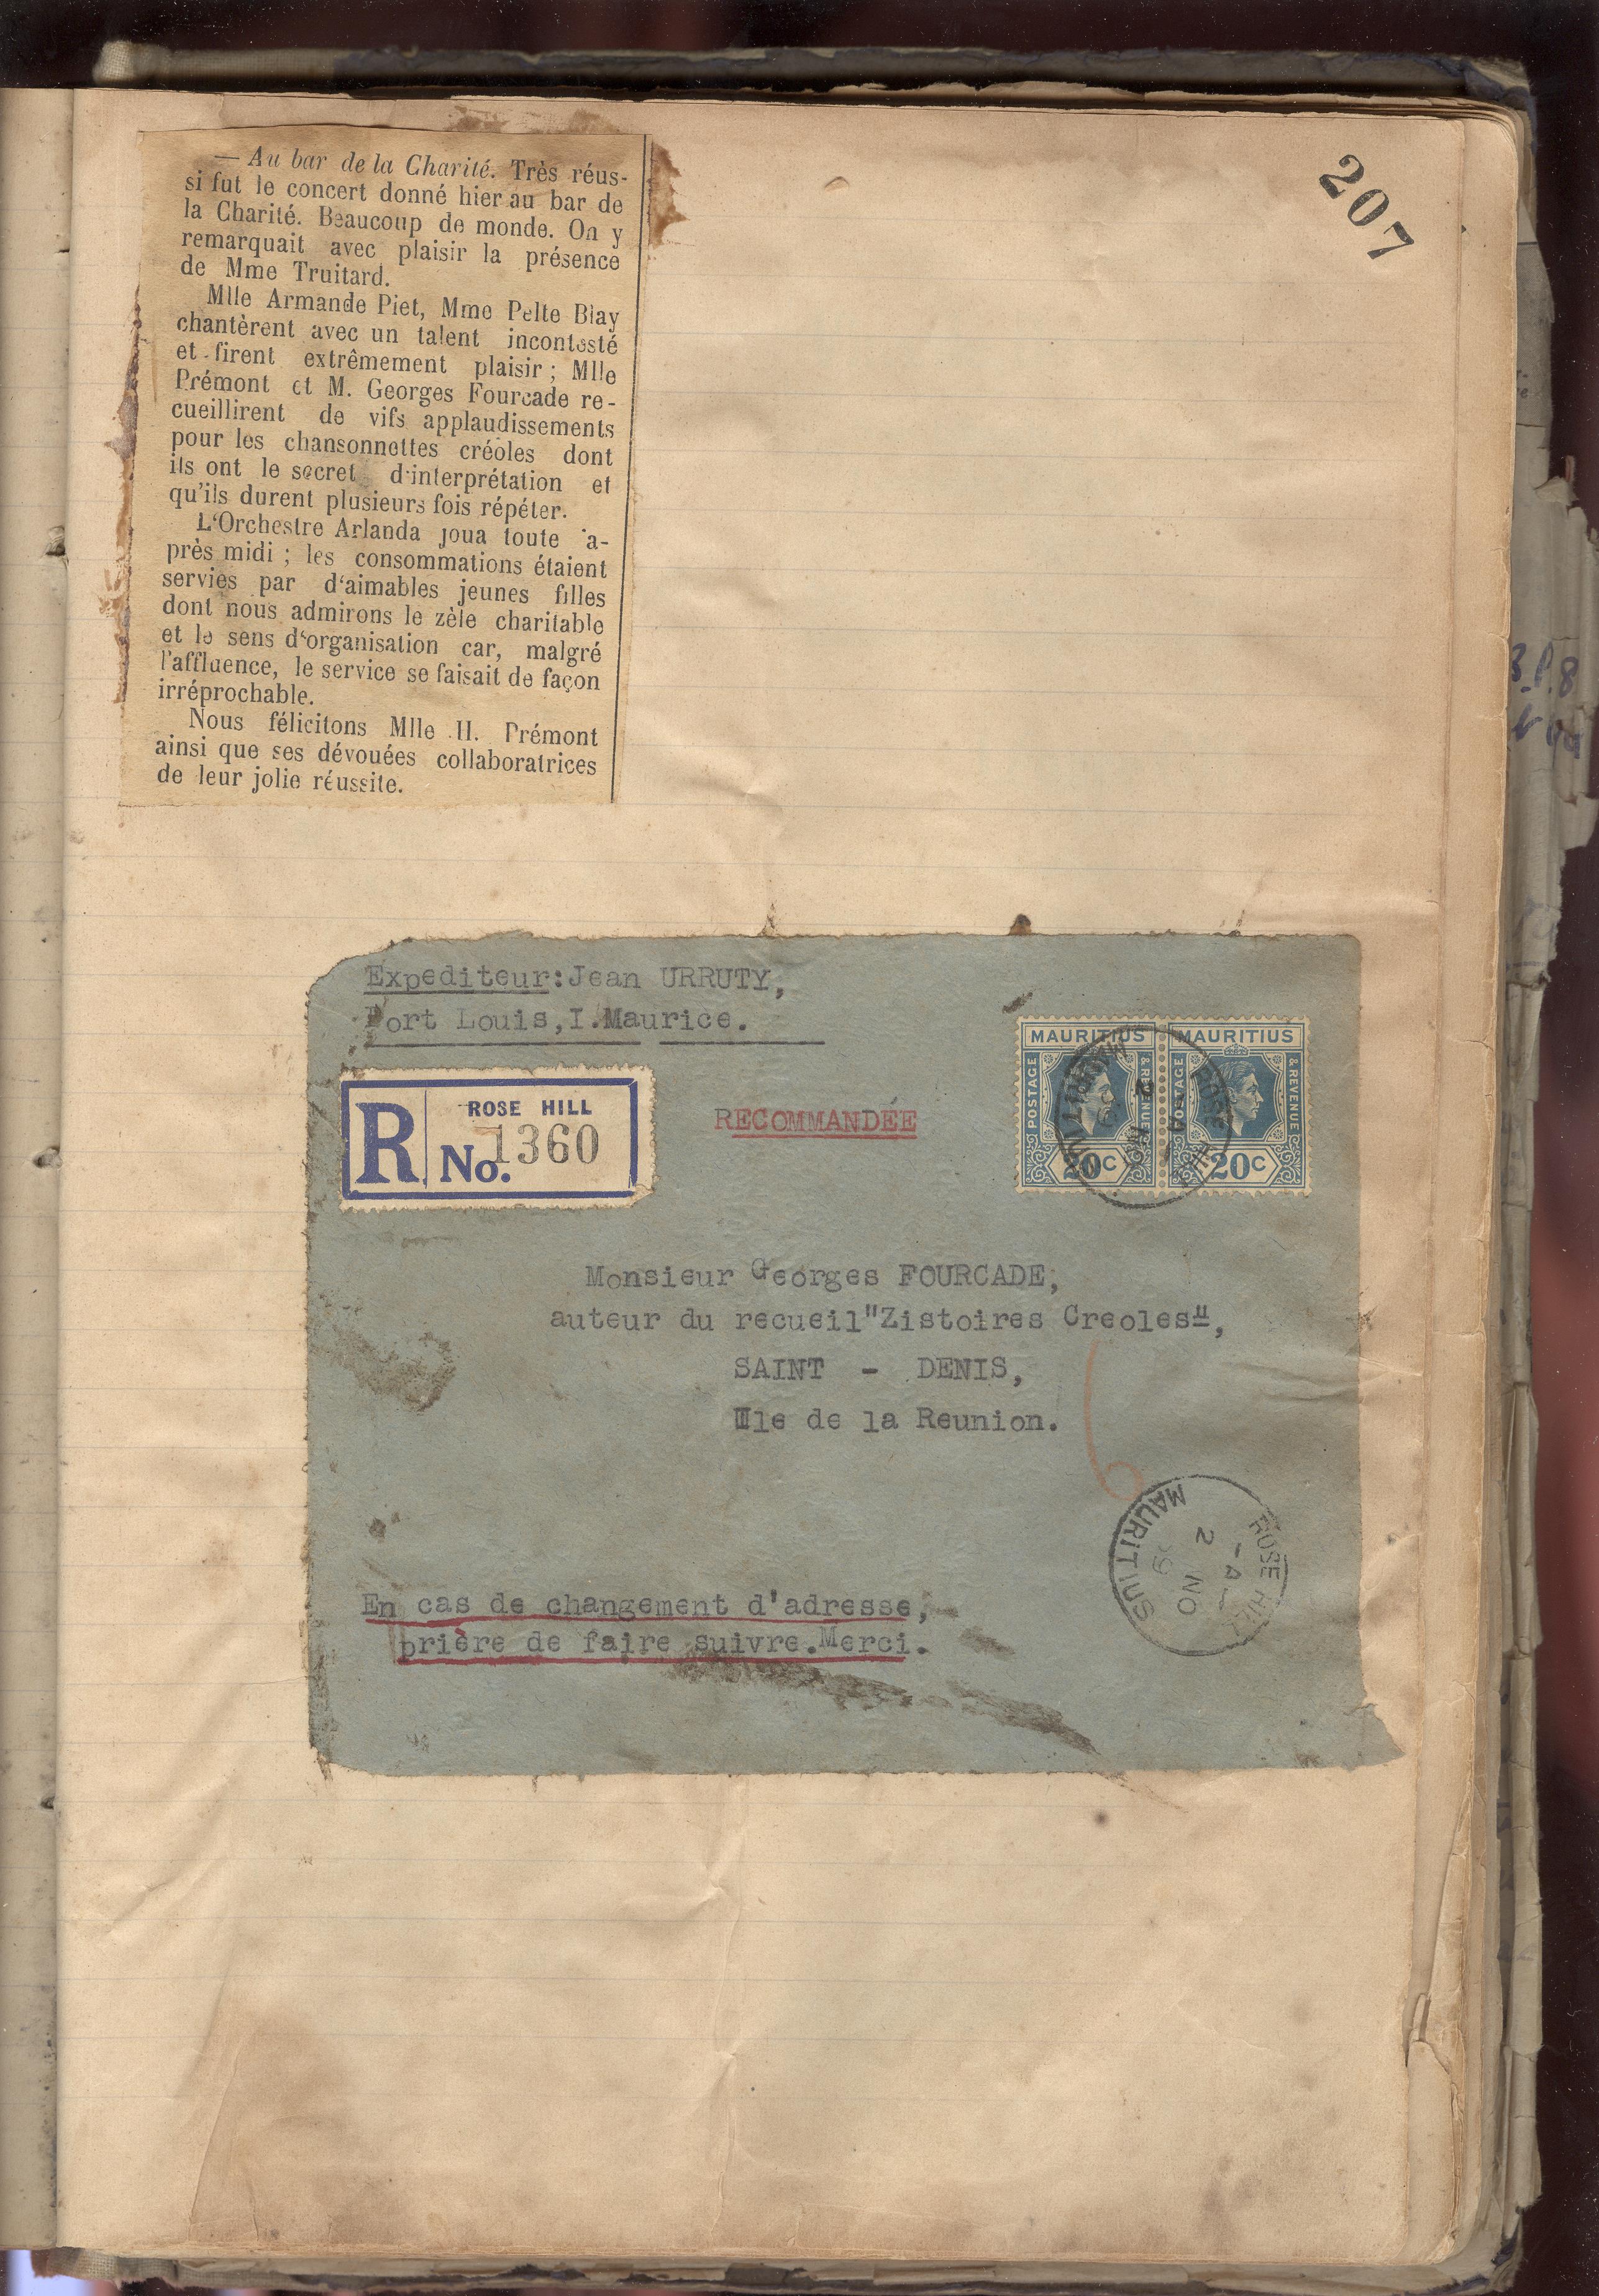 207
— Au bar de la Charité. Très réus-
si fut le concert donné hier au bar de
la Charité. Beaucoup de monde. On y
remarquait avec plaisir la présence
de Mme Truitard.
Mlle Armande Piet, Mme Pelte Blay
chantèrent avec un talent incontesté
et firent extrêmement plaisir ; Mlle
Prémont et M. Georges Fourcade re-
cueillirent de vifs applaudissements
pour les chansonnettes créoles dont
ils ont le secret d'interprétation et
qu'ils durent plusieurs fois répéter.
L'Orchestre Arlanda joua toute a-
près midi ; les consommations étaient
servies par d'aimables jeunes filles
dont nous admirons le zèle charitable
et le sens d'organisation car, malgré
l'affluence, le service se faisait de façon
irréprochable.
Nous félicitons Mlle H. Prémont
ainsi que ses dévouées collaboratrices
de leur jolie réussite.
Expediteur: Jean URRUTY,
Port Louis, I. Maurice.
R ROSE HILL
No. 1360
RECOMMANDÉE
MAURITIUS MAURITIUS
POSTAGE & REVENUE POSTAGE & REVENUE
20c 20c
Monsieur Georges FOURCADE,
auteur du recueil "Zistoires Creoles",
SAINT - DENIS,
Ile de la Reunion.
6
ROSE HILL
-A-
2 NO
MAURITIUS
En cas de changement d'adresse,
prière de faire suivre. Merci.